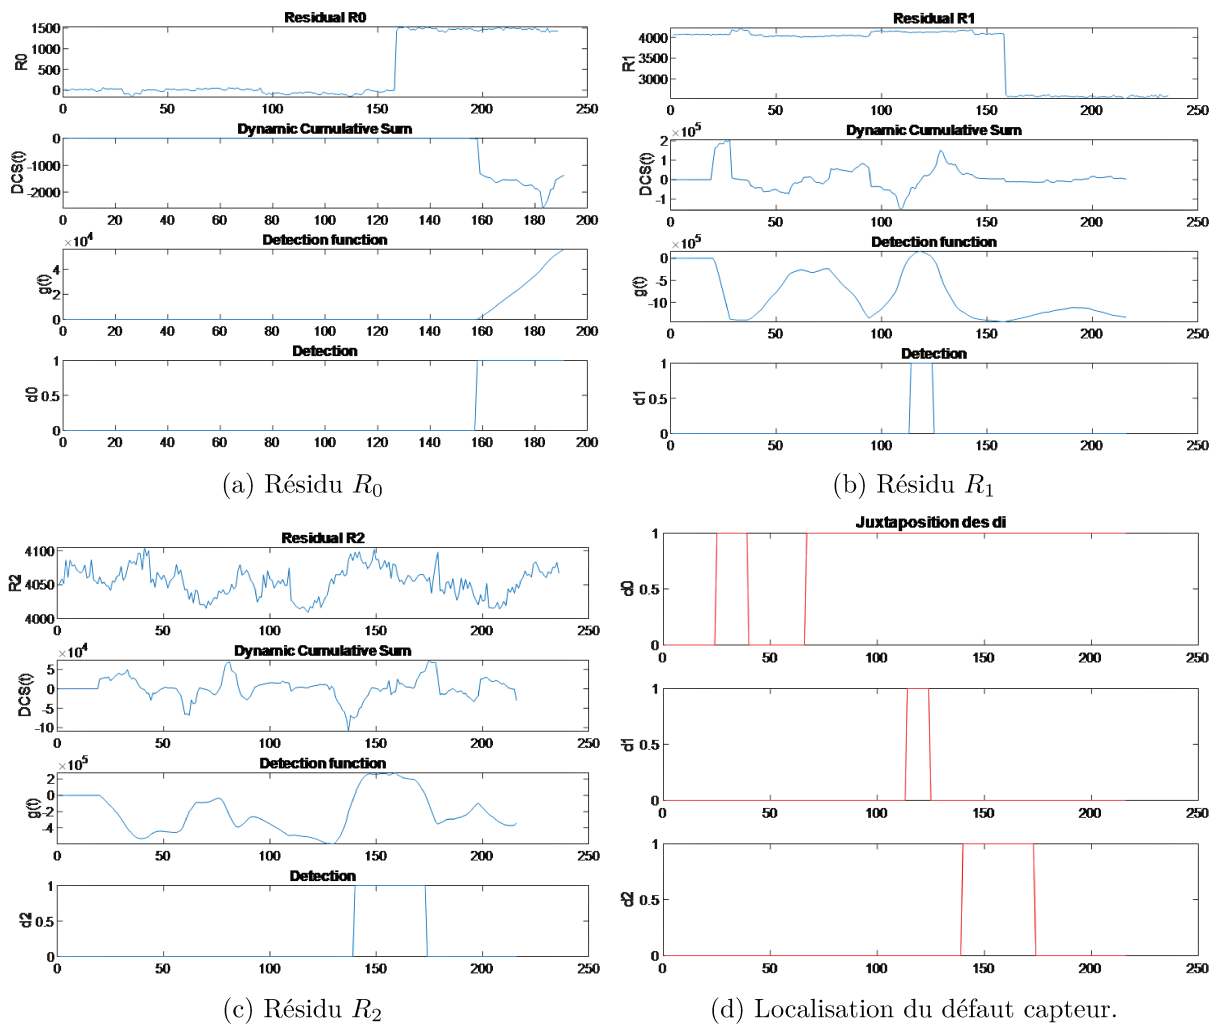 Residual R0
R0
1500
1000
500
0
0 50 100 150 200 250
Dynamic Cumulative Sum
DCS(t)
0
-1000
-2000
0 20 40 60 80 100 120 140 160 180 200
Detection function
×10^4
g(t)
4
2
0
0 20 40 60 80 100 120 140 160 180 200
Detection
d0
1
0.5
0
0 20 40 60 80 100 120 140 160 180 200
(a) Résidu R_0
Residual R1
R1
4000
3500
3000
0 50 100 150 200 250
Dynamic Cumulative Sum
×10^5
DCS(t)
2
1
0
-1
0 50 100 150 200 250
Detection function
×10^5
g(t)
0
-5
-10
0 50 100 150 200 250
Detection
d1
1
0.5
0
0 50 100 150 200 250
(b) Résidu R_1
Residual R2
R2
4100
4050
4000
0 50 100 150 200 250
Dynamic Cumulative Sum
×10^4
DCS(t)
5
0
-5
-10
0 50 100 150 200 250
Detection function
×10^5
g(t)
2
0
-2
-4
0 50 100 150 200 250
Detection
d2
1
0.5
0
0 50 100 150 200 250
(c) Résidu R_2
Juxtaposition des di
d0
1
0.5
0
0 50 100 150 200 250
d1
1
0.5
0
0 50 100 150 200 250
d2
1
0.5
0
0 50 100 150 200 250
(d) Localisation du défaut capteur.